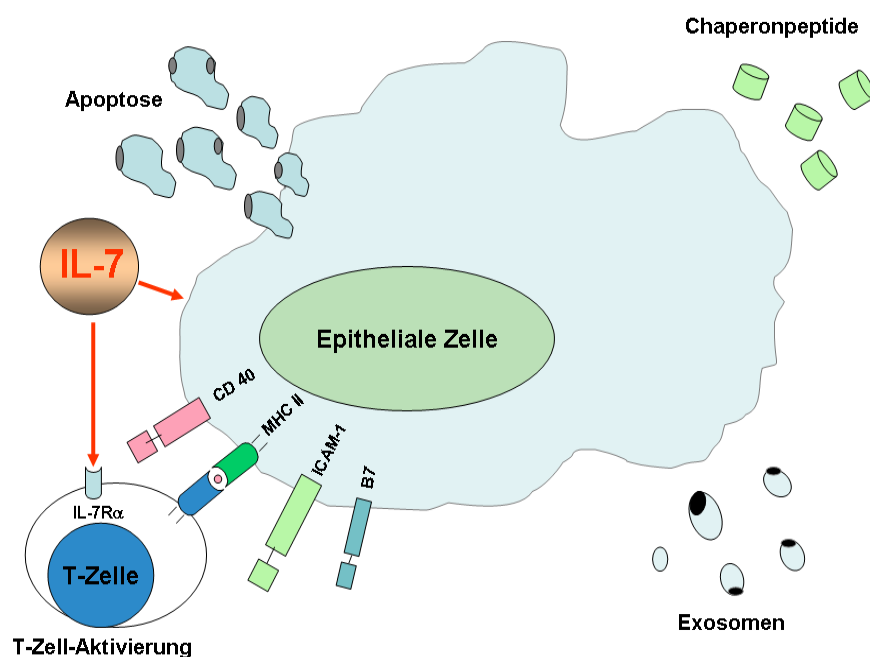 Chaperonpeptide
Apoptose
IL-7
Epitheliale Zelle
CD 40
MHC II
ICAM-1
B7
IL-7Rα
T-Zelle
Exosomen
T-Zell-Aktivierung